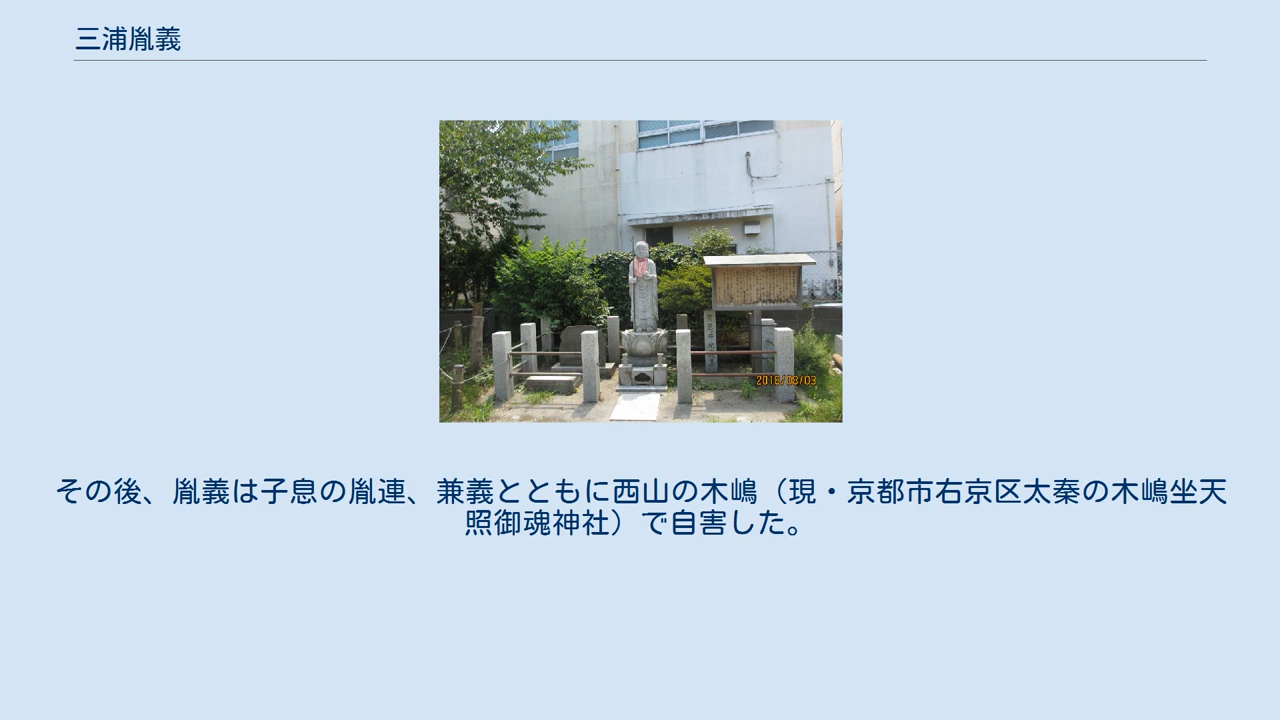 三浦胤義
2016/08/03
その後、胤義は子息の胤連、兼義とともに西山の木嶋（現・京都市右京区太秦の木嶋坐天
照御魂神社）で自害した。